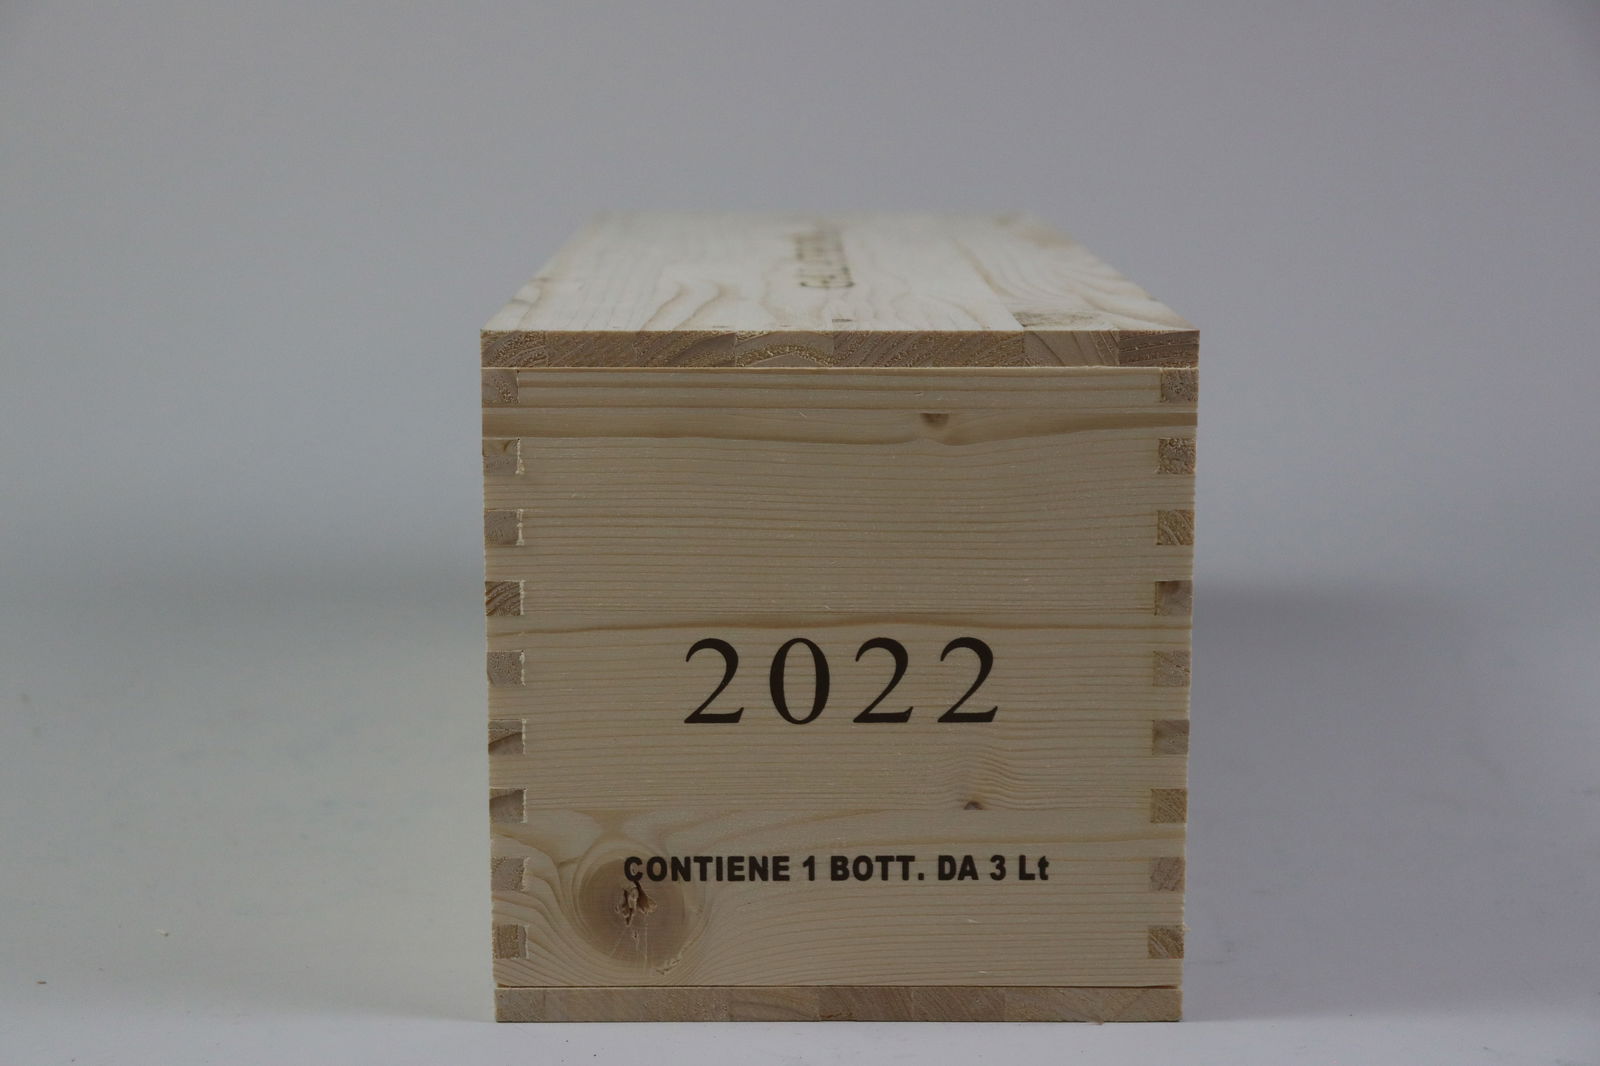 2022
CONTIENE 1 BOTT. DA 3 Lt